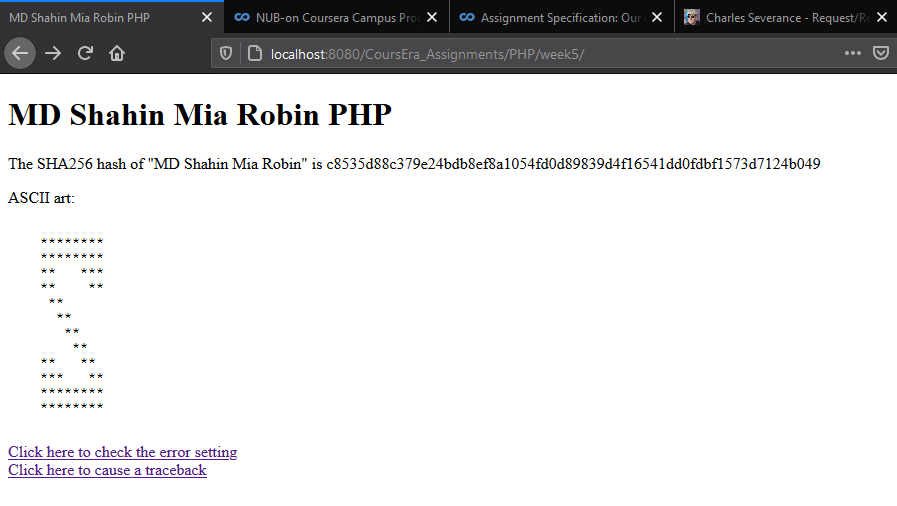 MD Shahin Mia Robin PHP
NUB-on Coursera Campus Pro
Assignment Specification: Our
Charles Severance - Request/Re
localhost:8080/CoursEra_Assignments/PHP/week5/
MD Shahin Mia Robin PHP
The SHA256 hash of "MD Shahin Mia Robin" is c8535d88c379e24bdb8ef8a1054fd0d89839d4f16541dd0fdbf1573d7124b049
ASCII art:
********
********
**   ***
**    **
 **
  **
   **
    **
**   **
***   **
********
********
Click here to check the error setting
Click here to cause a traceback